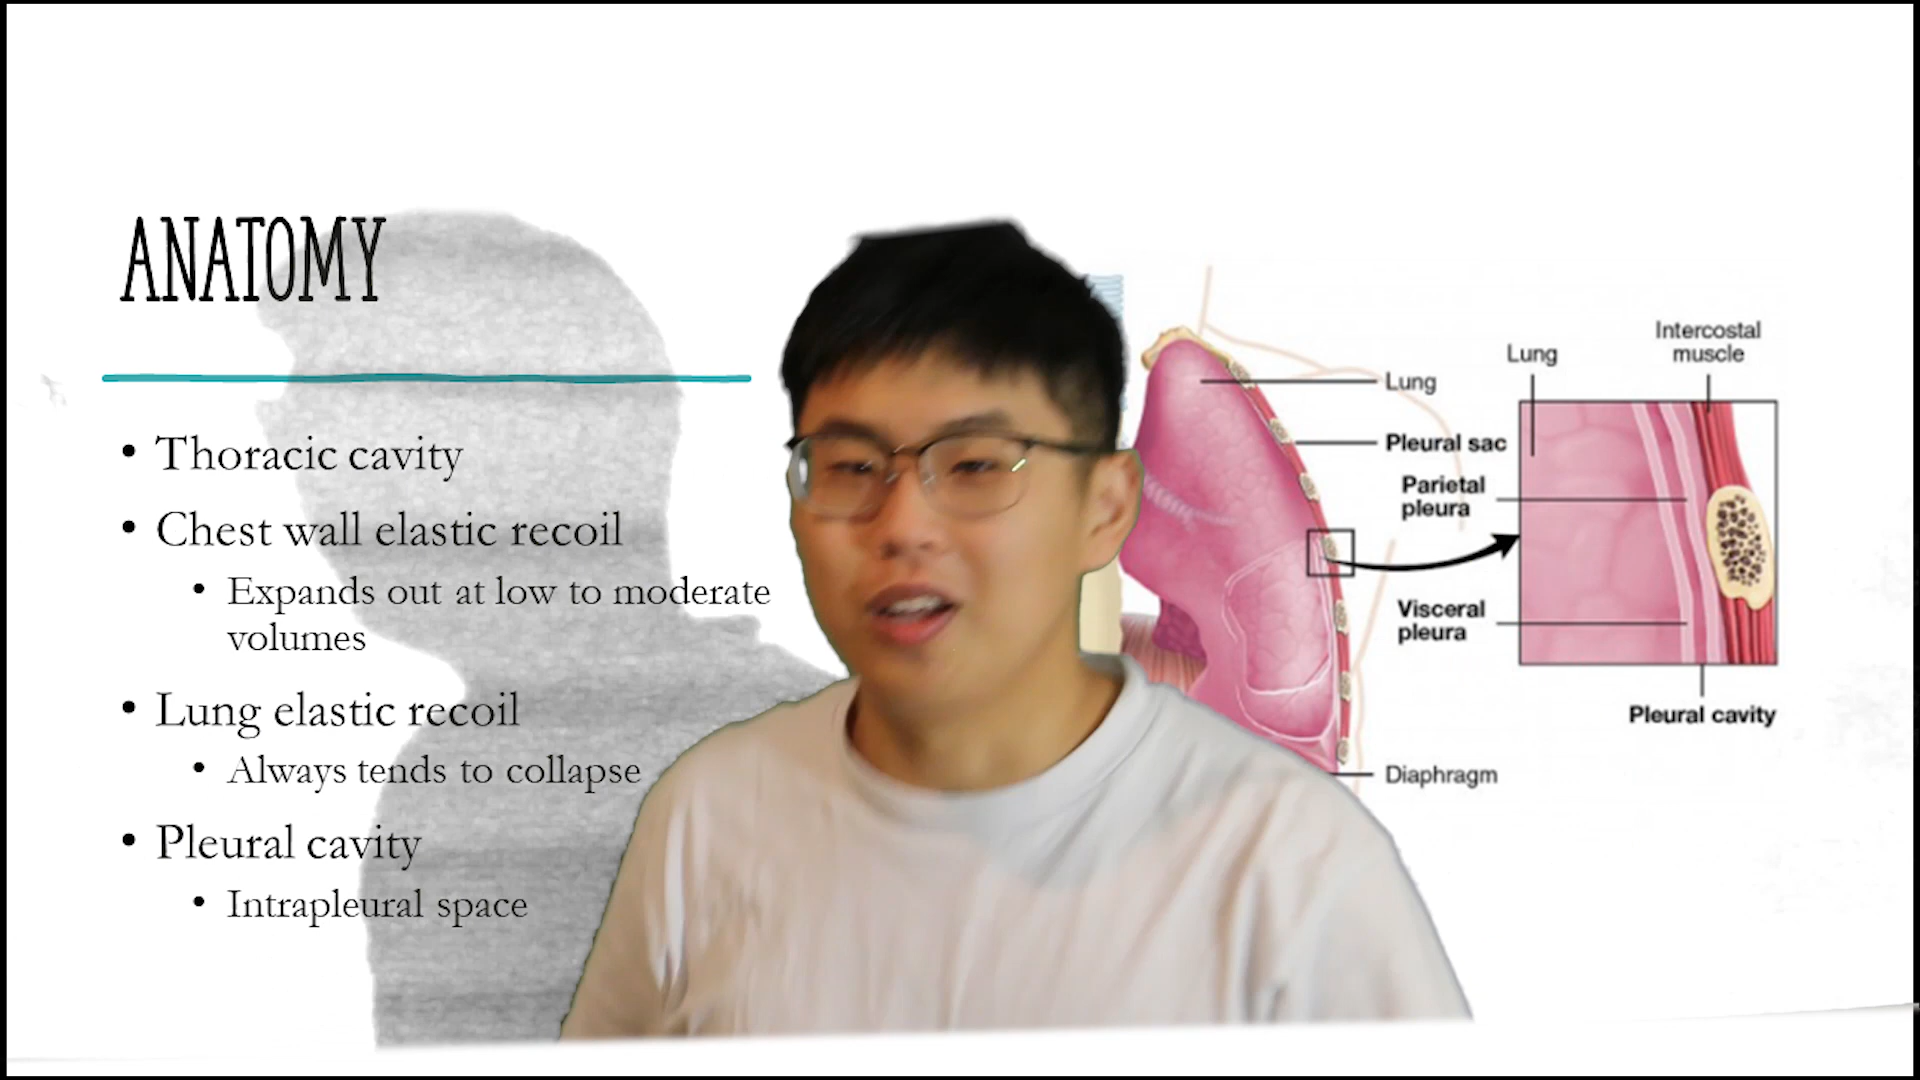 ANATOMY
• Thoracic cavity
• Chest wall elastic recoil
• Expands out at low to moderate
volumes
• Lung elastic recoil
• Always tends to collapse
• Pleural cavity
• Intrapleural space
Lung
Pleural sac
Parietal
pleura
Visceral
pleura
Diaphragm
Lung
Intercostal
muscle
Pleural cavity